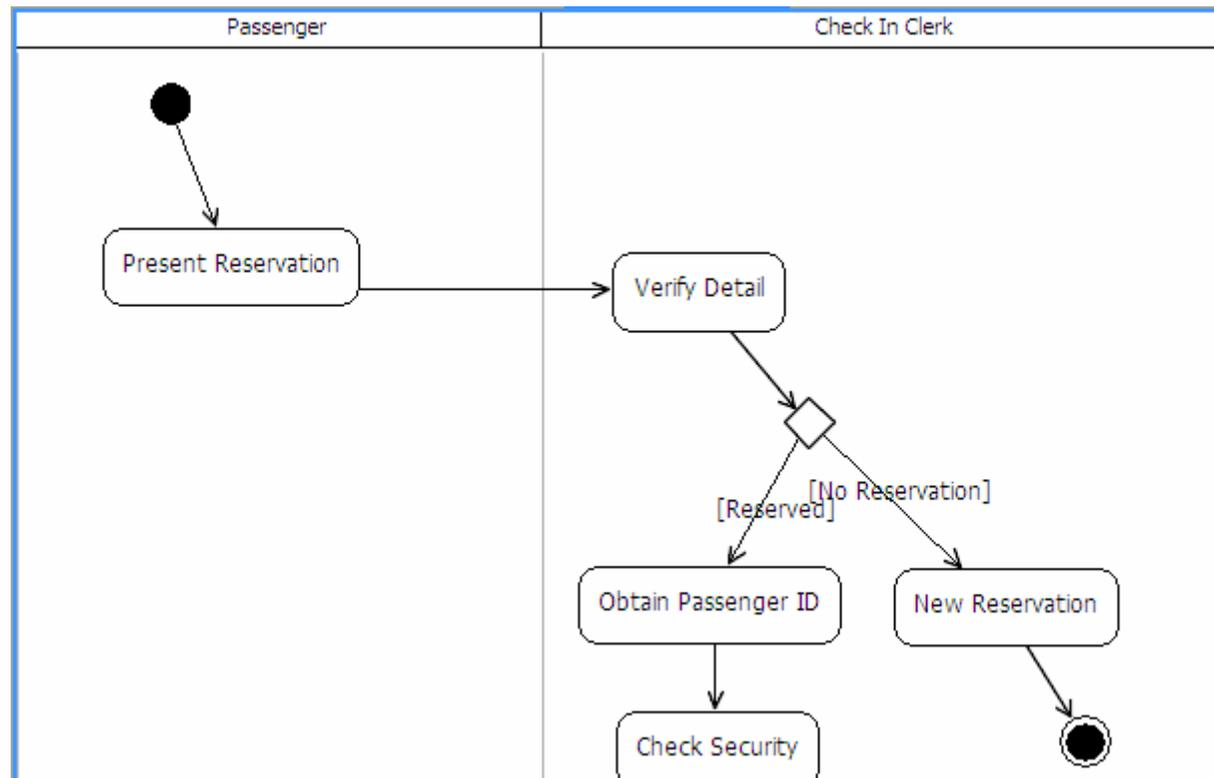 Passenger
Check In Clerk
Present Reservation
Verify Detail
[No Reservation]
[Reserved]
Obtain Passenger ID
New Reservation
Check Security